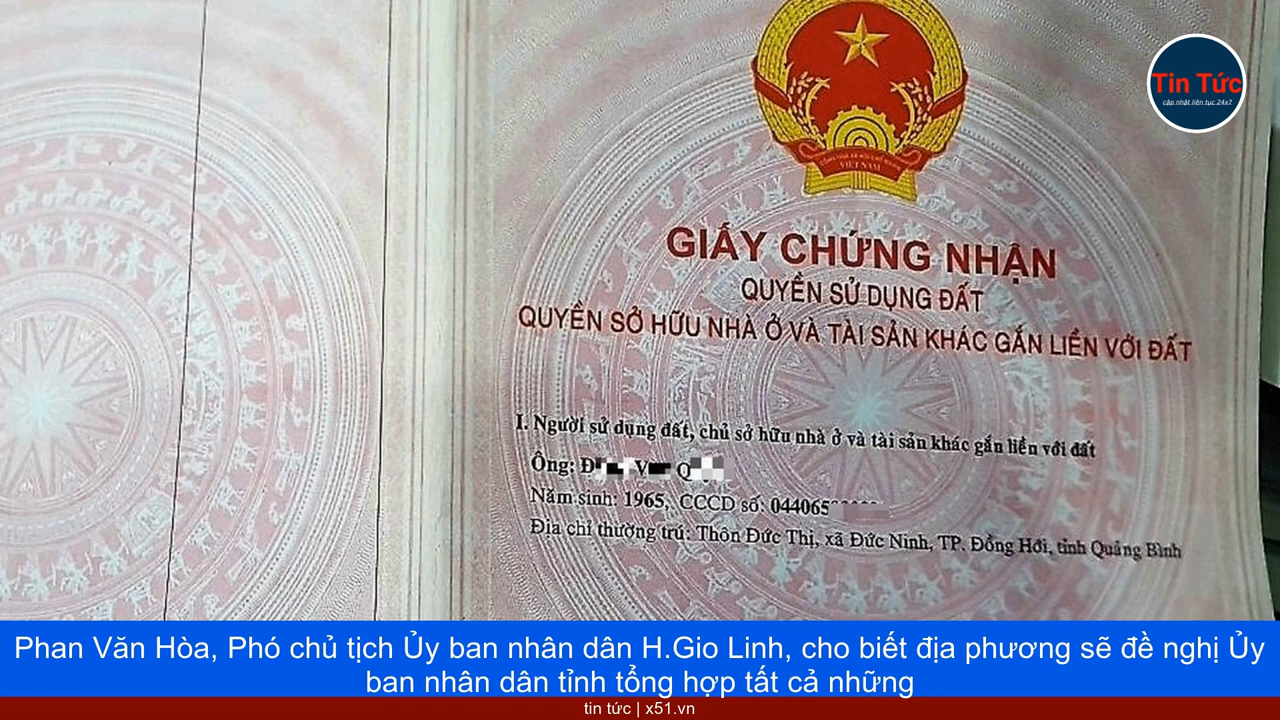 Tin Tức
cập nhật liên tục 24x7
VIỆT NAM
GIẤY CHỨNG NHẬN
QUYỀN SỬ DỤNG ĐẤT
QUYỀN SỞ HỮU NHÀ Ở VÀ TÀI SẢN KHÁC GẮN LIỀN VỚI ĐẤT
I. Người sử dụng đất, chủ sở hữu nhà ở và tài sản khác gắn liền với đất
Ông: Đ V Q
Năm sinh: 1965, CCCD số: 044065
Địa chỉ thường trú: Thôn Đức Thị, xã Đức Ninh, TP. Đồng Hới, tỉnh Quảng Bình
Phan Văn Hòa, Phó chủ tịch Ủy ban nhân dân H.Gio Linh, cho biết địa phương sẽ đề nghị Ủy
ban nhân dân tỉnh tổng hợp tất cả những
tin tức | x51.vn